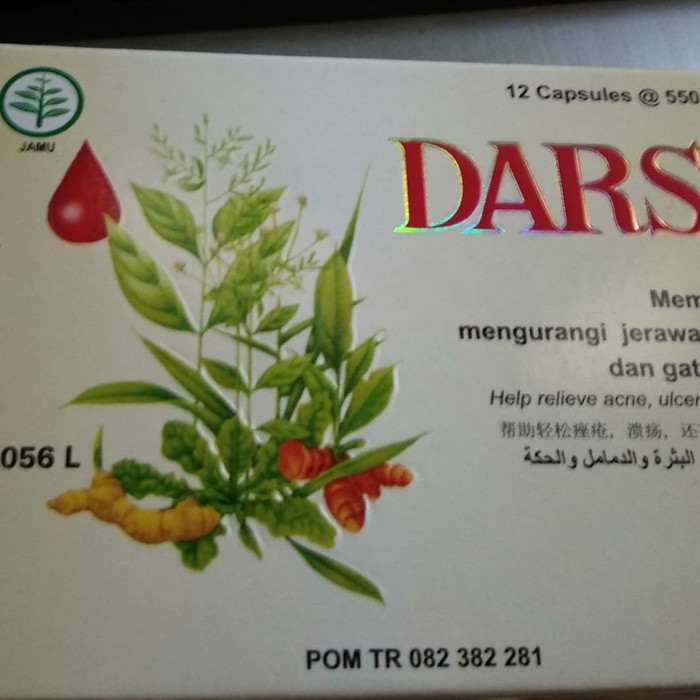 12 Capsules @ 550
JAMU
DARS
Mem
mengurangi jerawa
dan gat
Help relieve acne, ulcer
帮助轻松痤疮, 溃疡, 还
البثرة والدمامل والحكة
056 L
POM TR 082 382 281